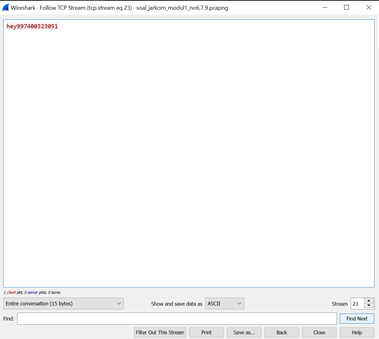 Wireshark · Follow TCP Stream (tcp.stream eq 23) · soal_jarkom_modul1_no6,7,9.pcapng
hey997400323051
1 client pkt, 0 server pkts, 0 turns.
Entire conversation (15 bytes)
Show and save data as
ASCII
Stream
23
Find:
Find Next
Filter Out This Stream
Print
Save as...
Back
Close
Help